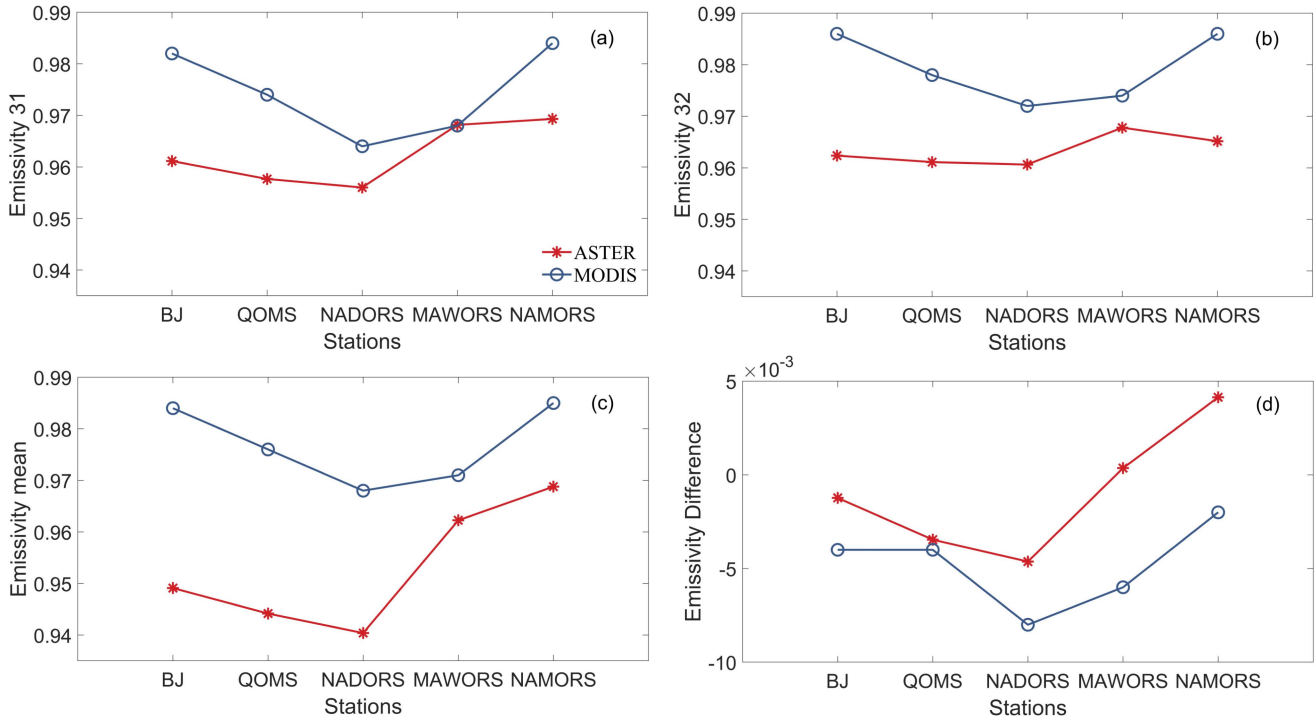 (a)
Emissivity 31
0.99
0.98
0.97
0.96
0.95
0.94
ASTER
MODIS
BJ QOMS NADORS MAWORS NAMORS
Stations
(b)
Emissivity 32
0.99
0.98
0.97
0.96
0.95
0.94
BJ QOMS NADORS MAWORS NAMORS
Stations
(c)
Emissivity mean
0.99
0.98
0.97
0.96
0.95
0.94
BJ QOMS NADORS MAWORS NAMORS
Stations
×10⁻³
(d)
Emissivity Difference
5
0
-5
-10
BJ QOMS NADORS MAWORS NAMORS
Stations